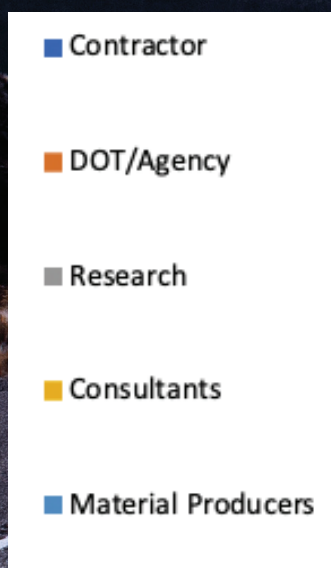 Contractor
DOT/Agency
Research
Consultants
Material Producers